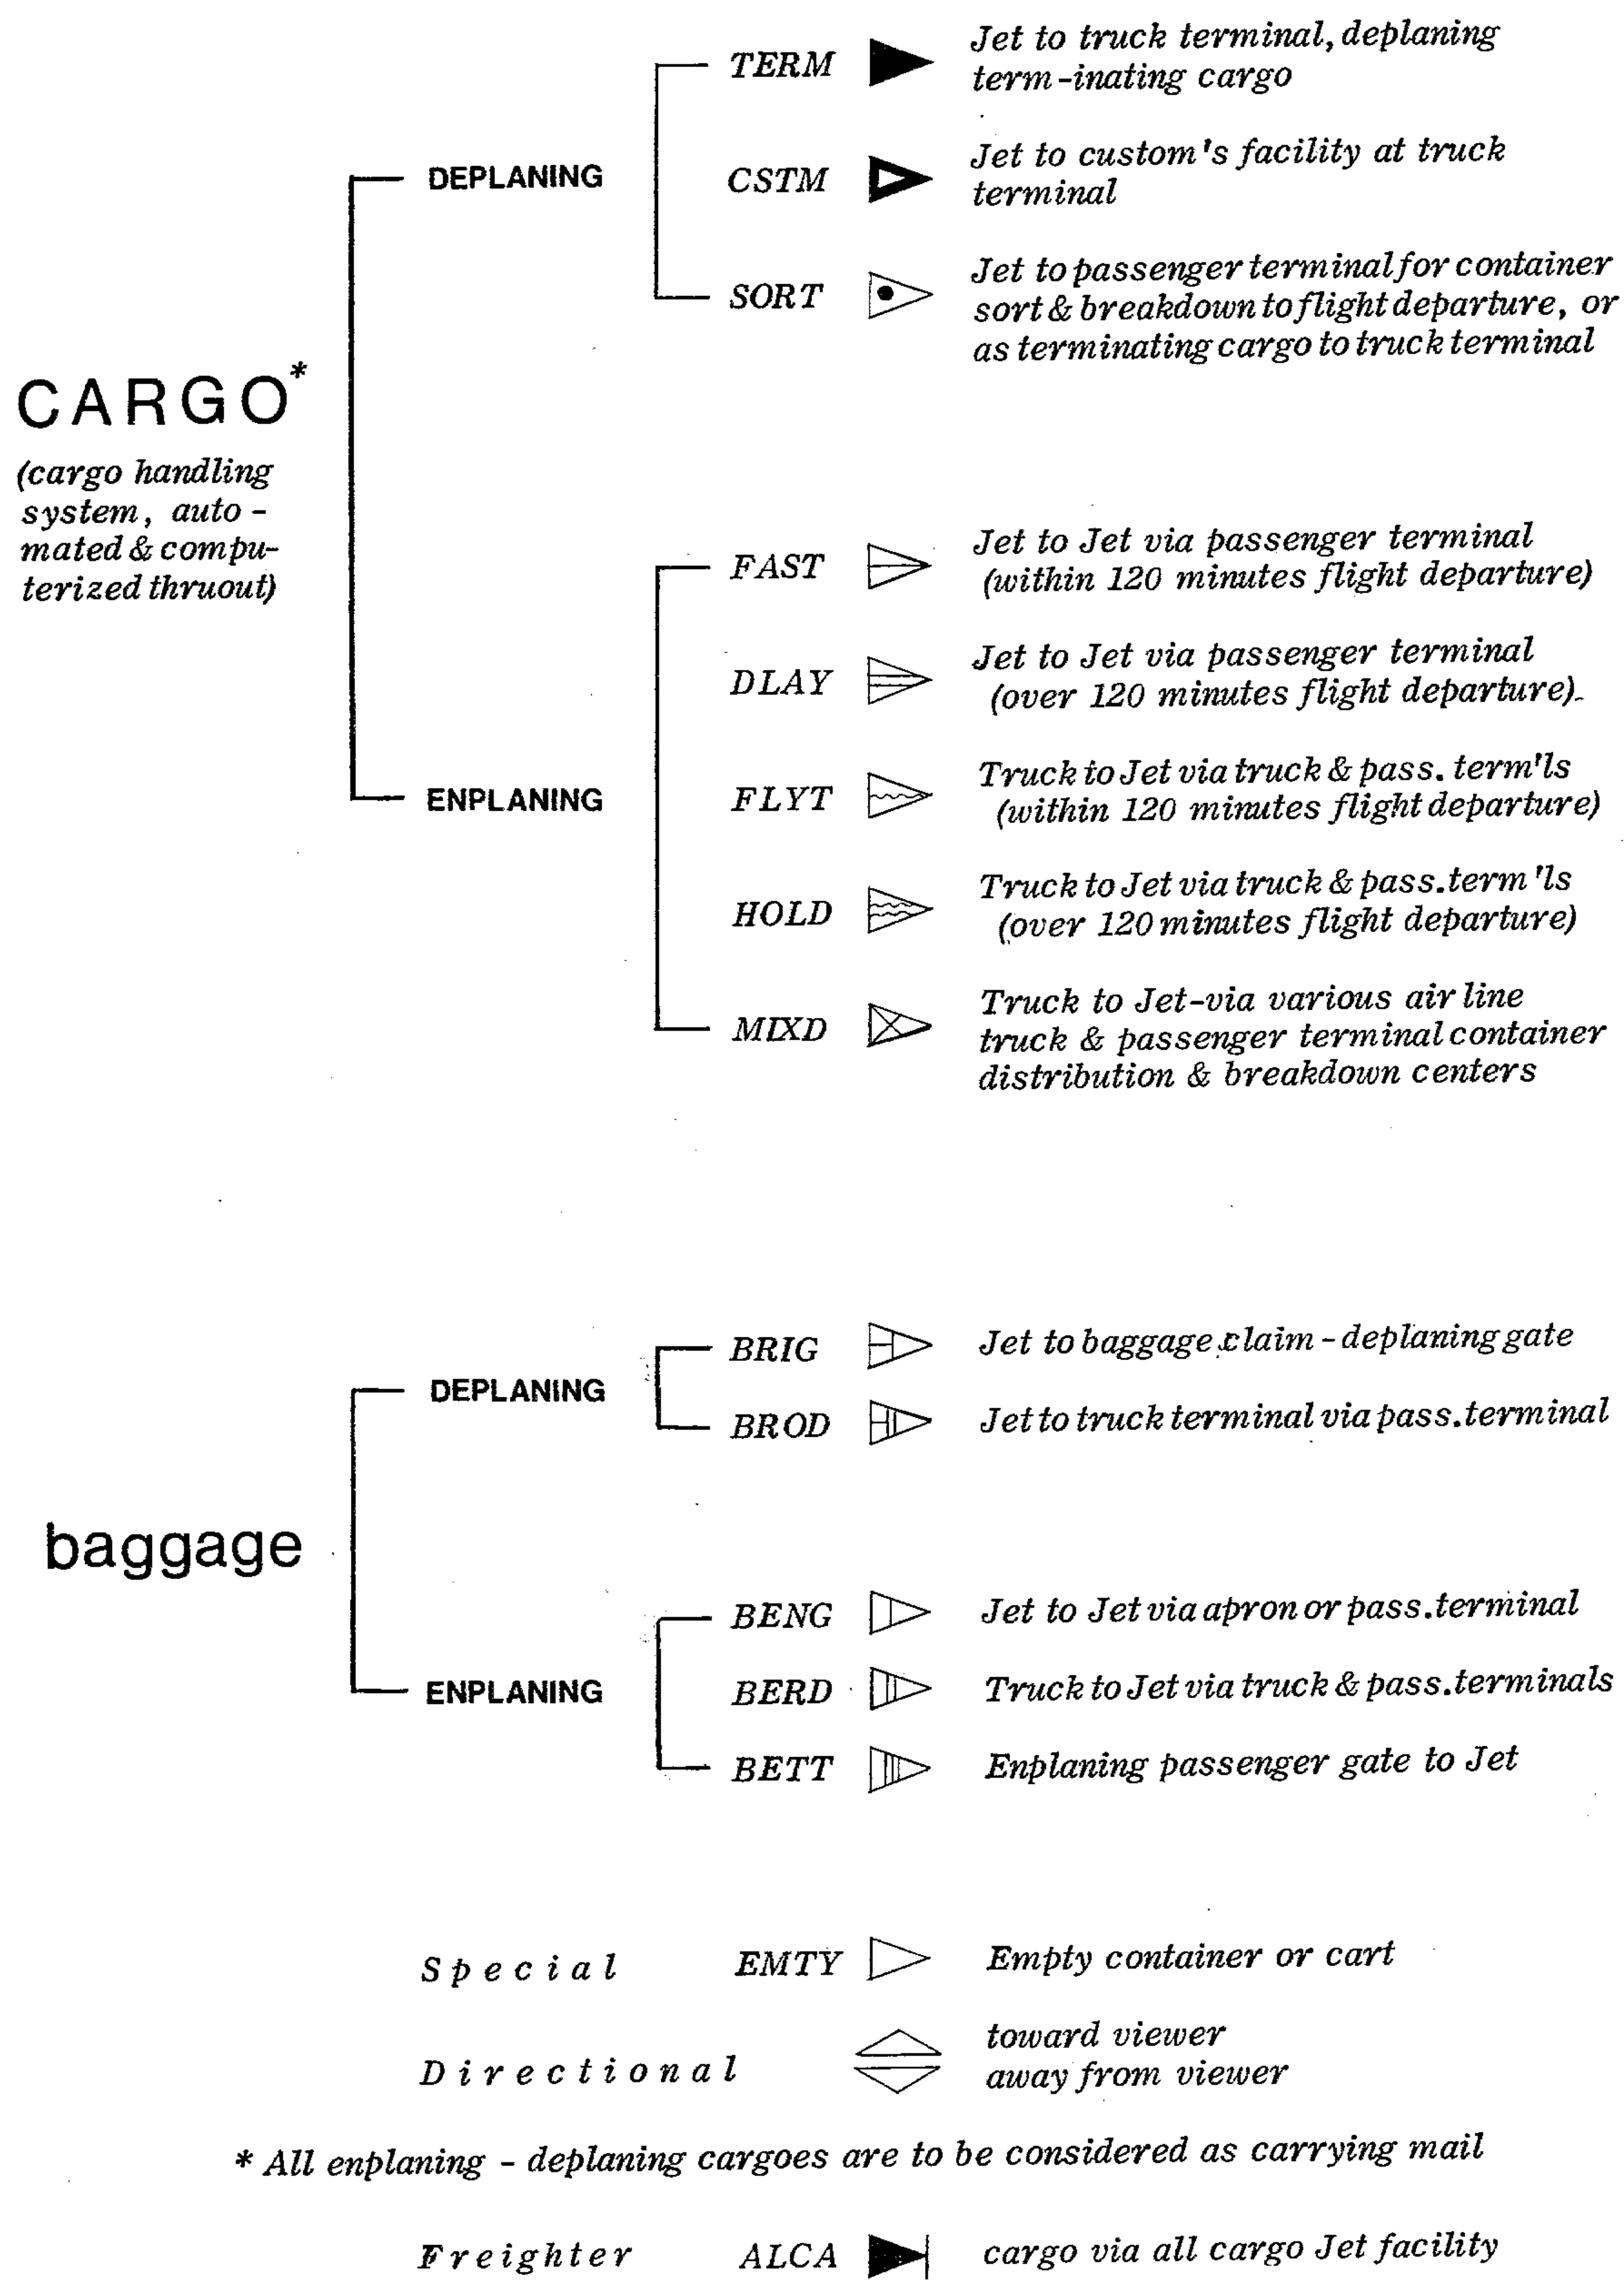 TERM Jet to truck terminal, deplaning
term-inating cargo
DEPLANING
CSTM Jet to custom's facility at truck
terminal
SORT Jet to passenger terminal for container
sort & breakdown to flight departure, or
as terminating cargo to truck terminal
CARGO*
(cargo handling
system, auto-
mated & compu-
terized thruout)
FAST Jet to Jet via passenger terminal
(within 120 minutes flight departure)
DLAY Jet to Jet via passenger terminal
(over 120 minutes flight departure)
ENPLANING
FLYT Truck to Jet via truck & pass. term'ls
(within 120 minutes flight departure)
HOLD Truck to Jet via truck & pass. term'ls
(over 120 minutes flight departure)
MIXD Truck to Jet-via various air line
truck & passenger terminal container
distribution & breakdown centers
baggage
DEPLANING
BRIG Jet to baggage claim - deplaning gate
BROD Jet to truck terminal via pass. terminal
ENPLANING
BENG Jet to Jet via apron or pass. terminal
BERD Truck to Jet via truck & pass. terminals
BETT Enplaning passenger gate to Jet
Special EMTY Empty container or cart
Directional toward viewer
away from viewer
* All enplaning - deplaning cargoes are to be considered as carrying mail
Freighter ALCA cargo via all cargo Jet facility